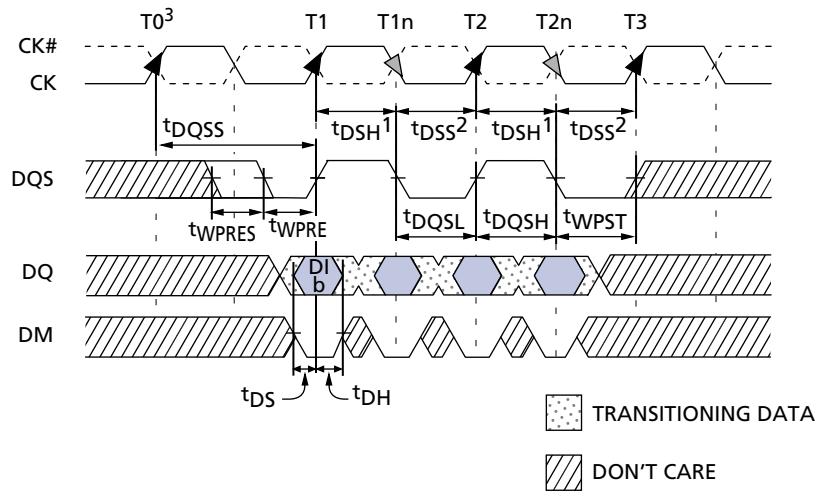 T0³ T1 T1n T2 T2n T3
CK#
CK
tDSH¹ tDSS² tDSH¹ tDSS²
tDQSS
DQS
tWPRES tWPRE tDQSL tDQSH tWPST
DQ
DI
b
DM
tDS tDH
TRANSITIONING DATA
DON'T CARE